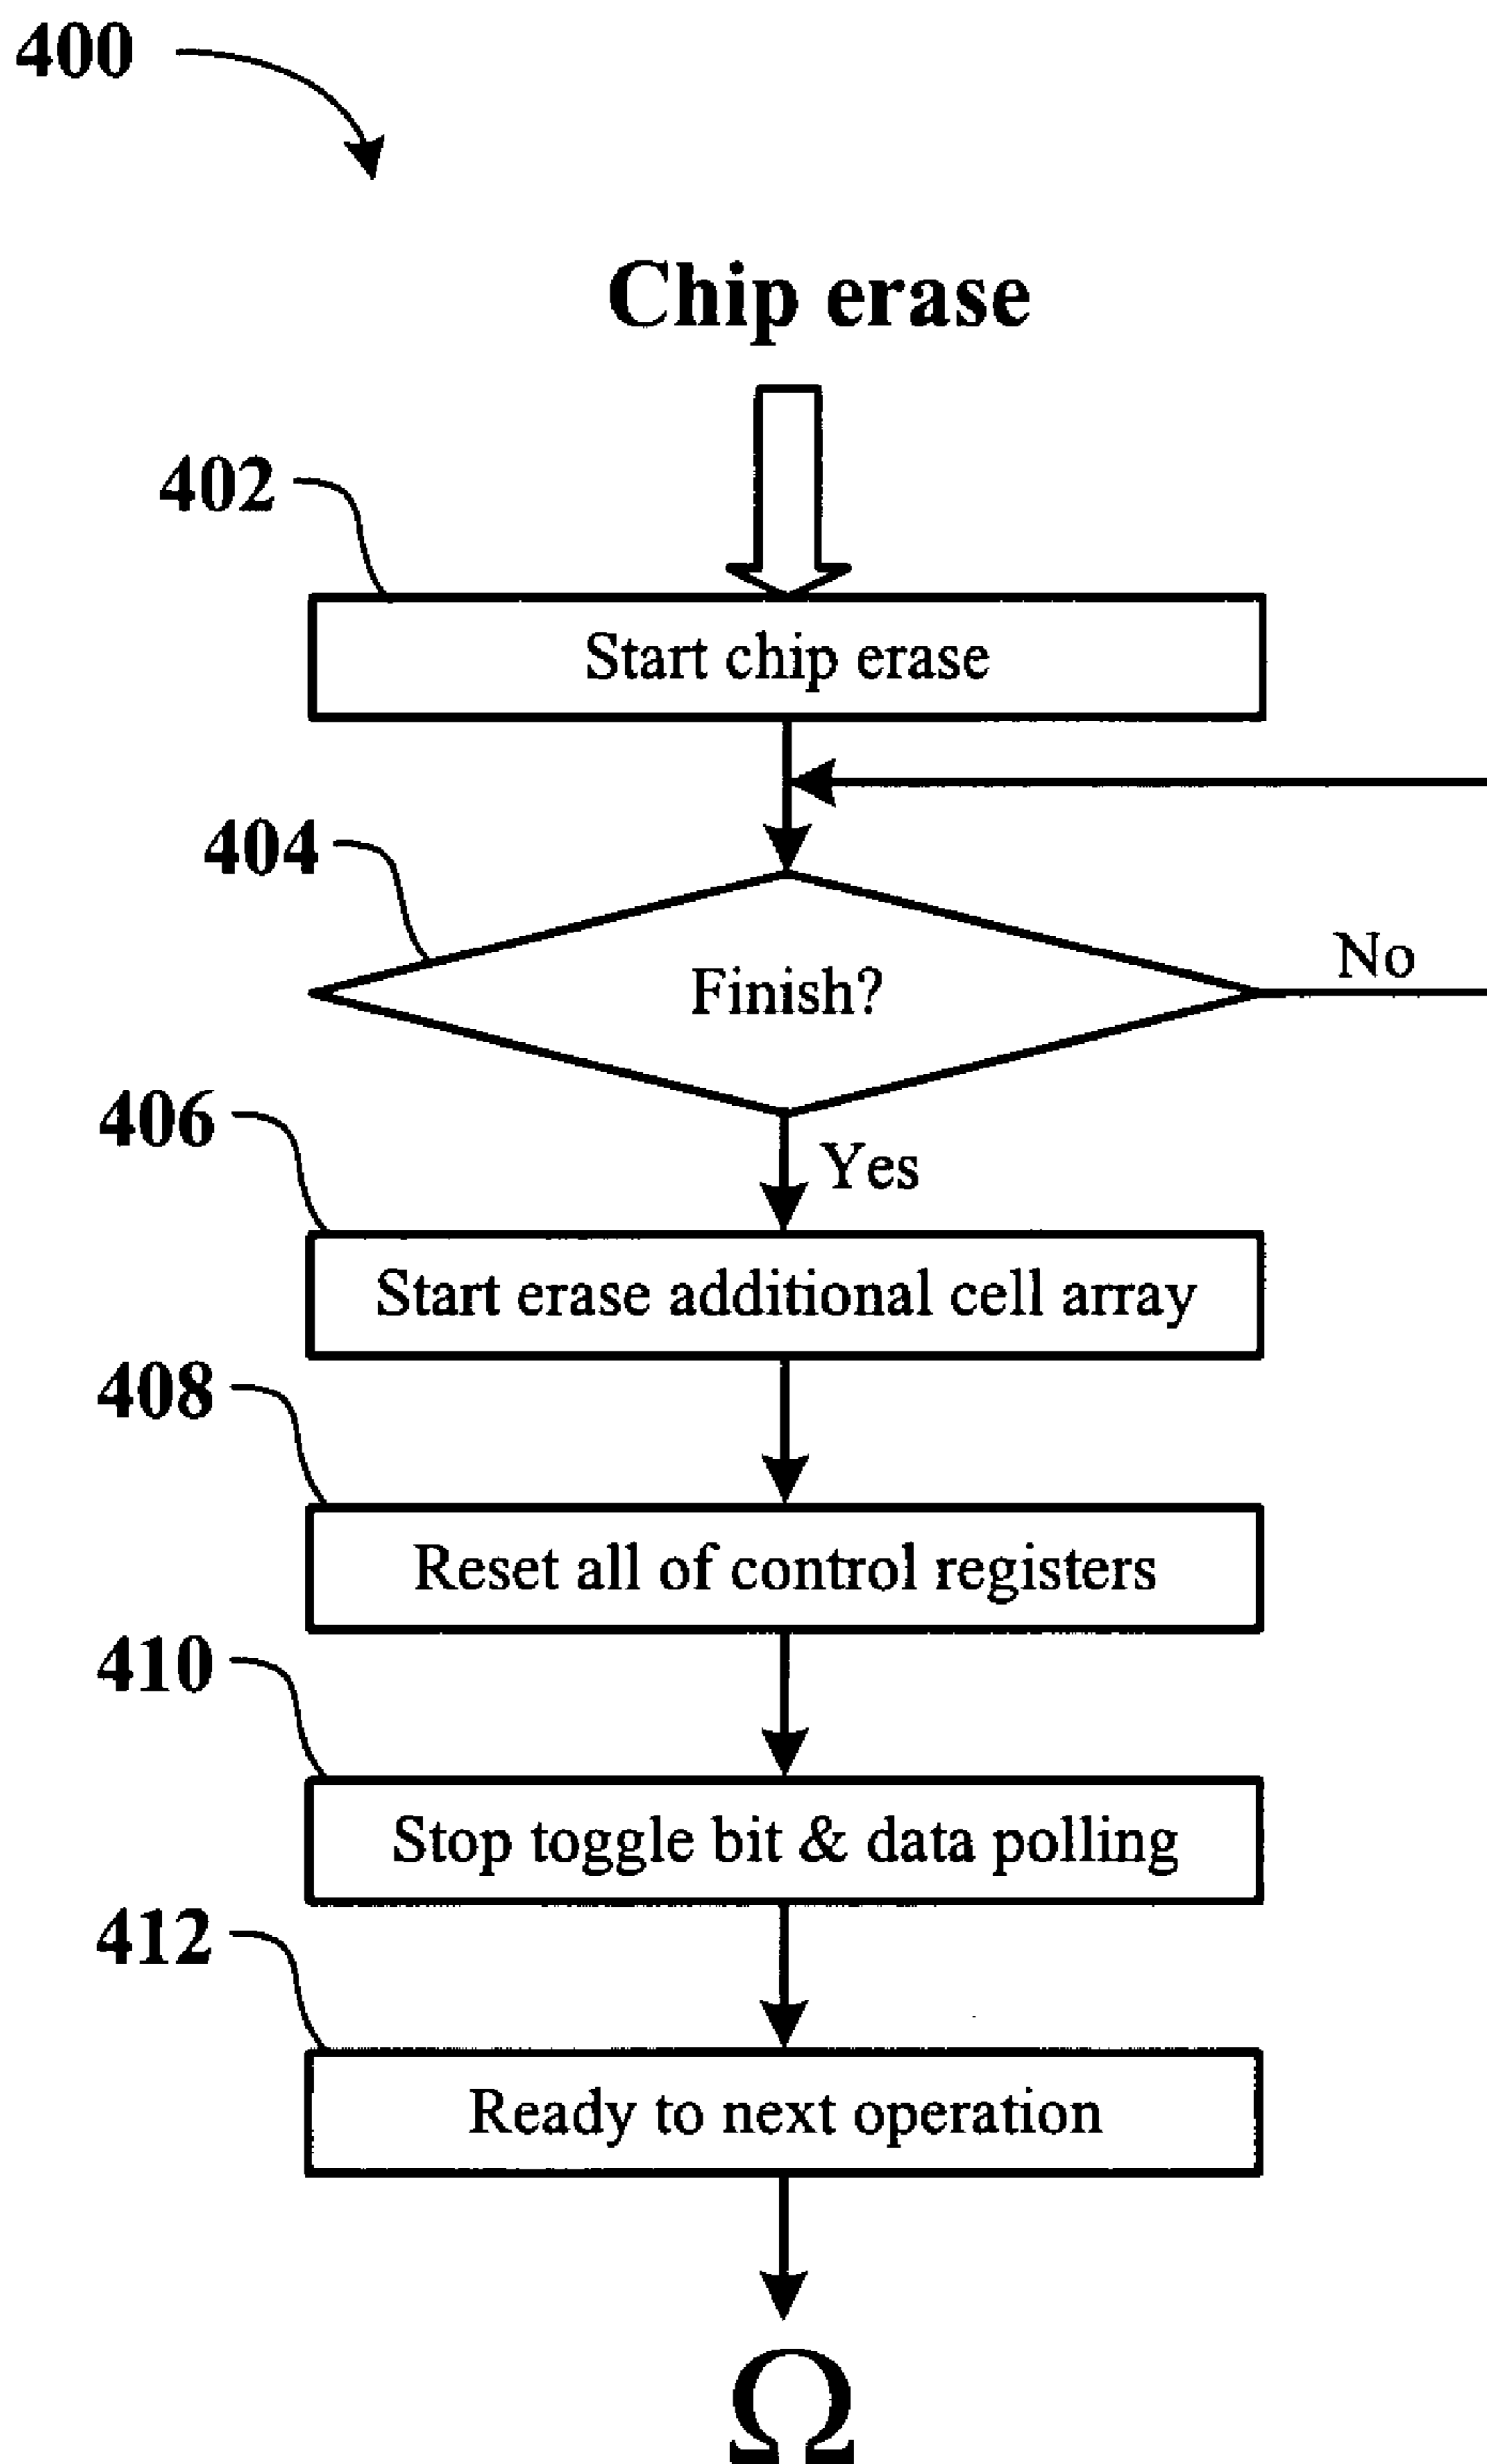 400
Chip erase
402
Start chip erase
404
Finish?
No
406
Yes
Start erase additional cell array
408
Reset all of control registers
410
Stop toggle bit & data polling
412
Ready to next operation
Ω